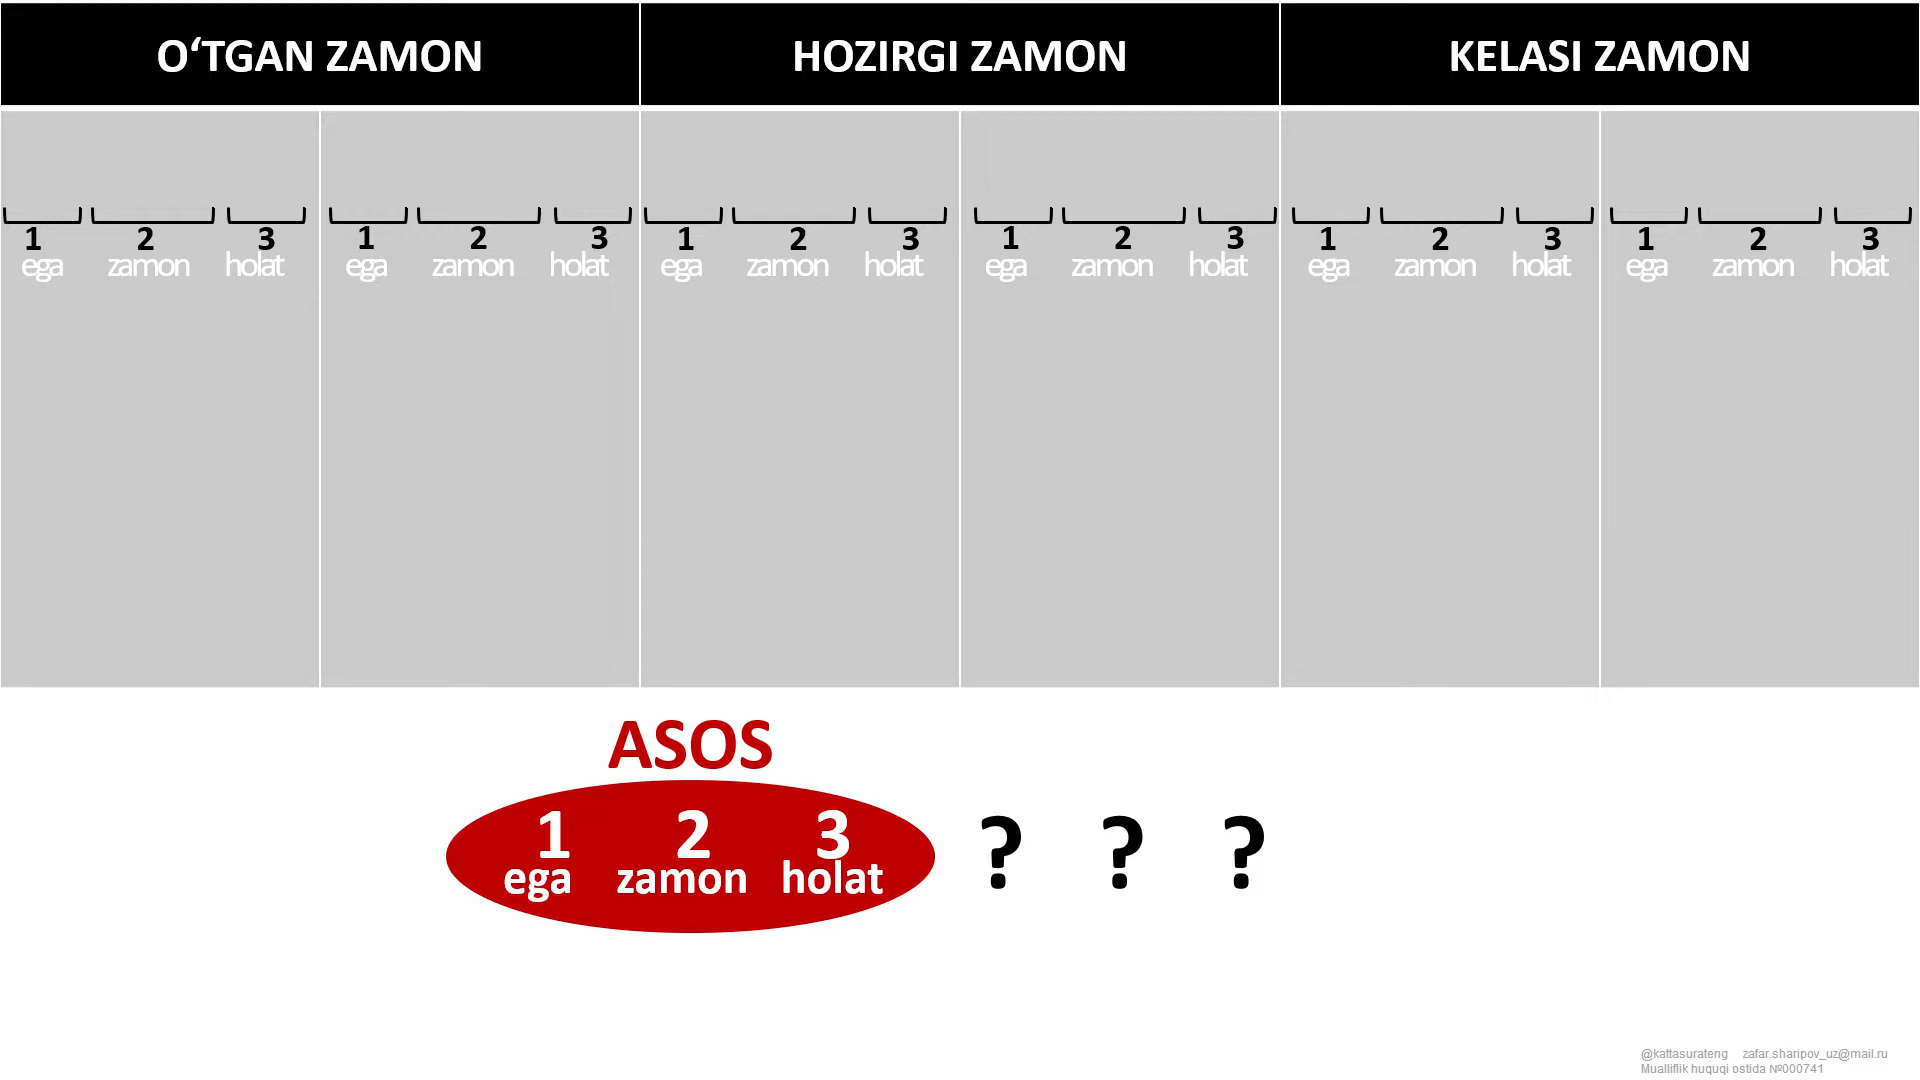 O‘TGAN ZAMON HOZIRGI ZAMON KELASI ZAMON
1 2 3 1 2 3 1 2 3 1 2 3 1 2 3 1 2 3
ega zamon holat ega zamon holat ega zamon holat ega zamon holat ega zamon holat ega zamon holat
ASOS
1 2 3 ? ? ?
ega zamon holat
@kattasurateng zafar.sharipov_uz@mail.ru
Mualliflik huquqi ostida №000741